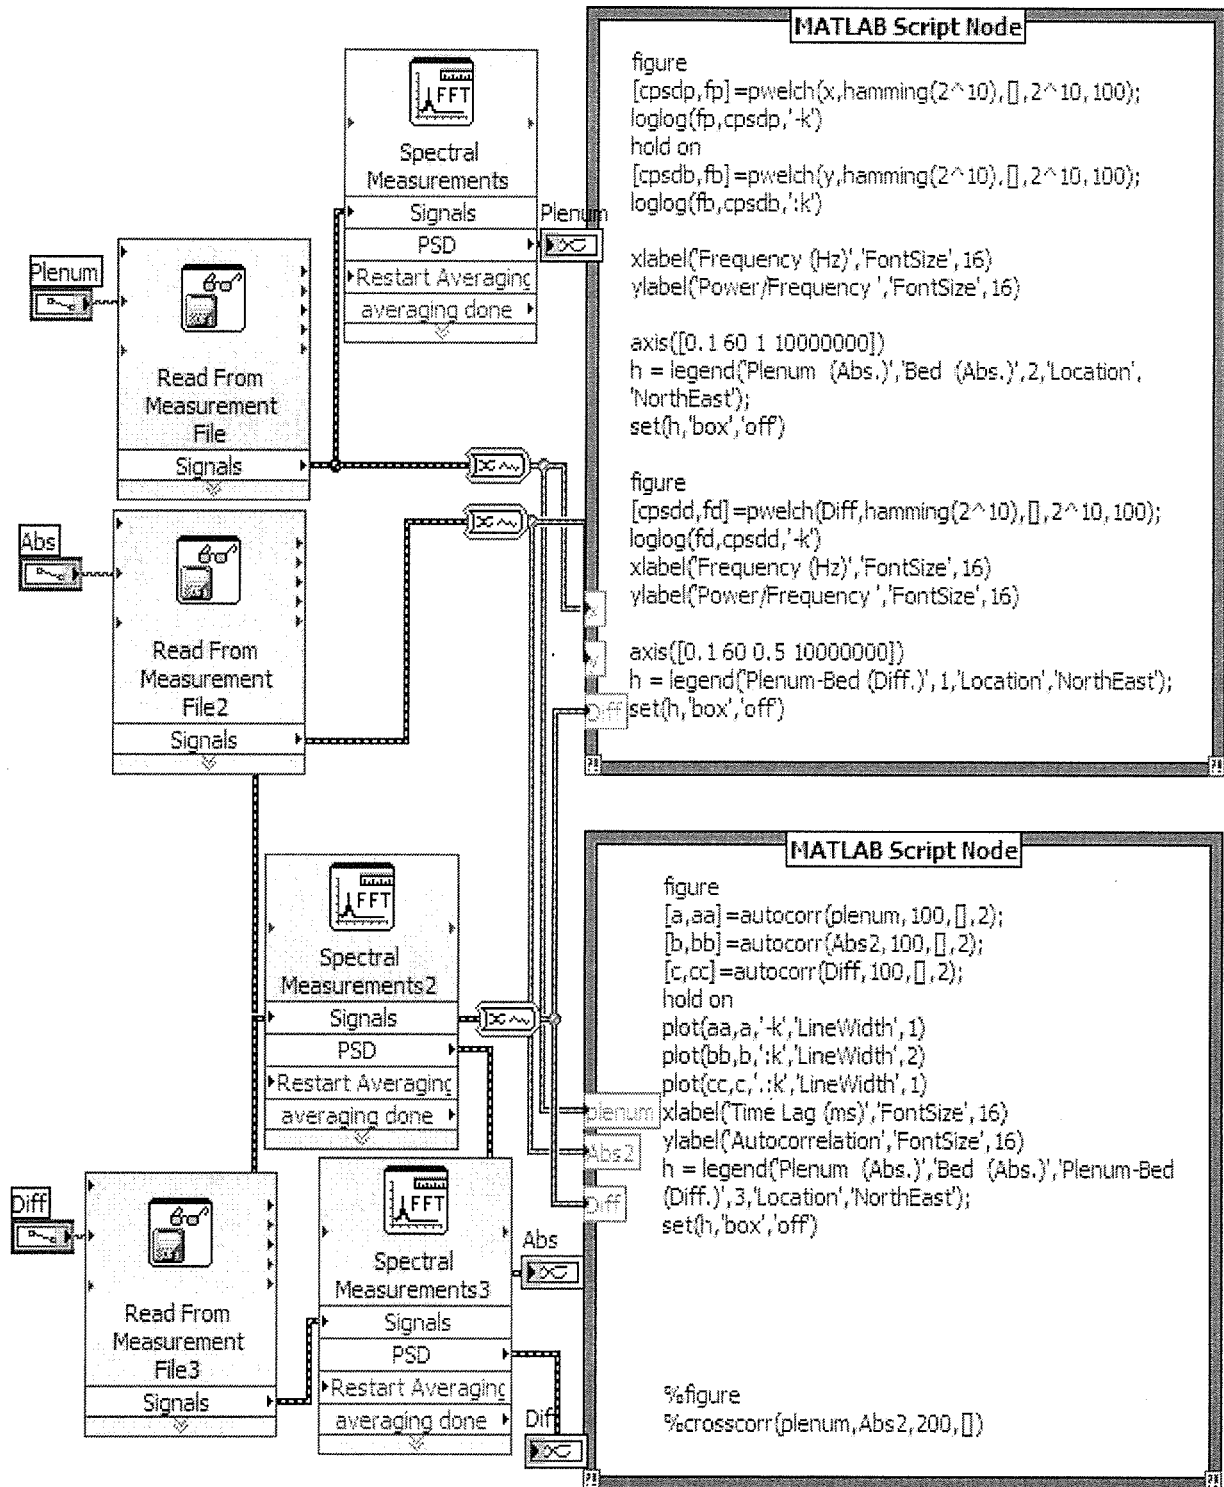 MATLAB Script Node
figure
[cpsdp,fp]=pwelch(x,hamming(2^10),[],2^10,100);
loglog(fp,cpsdp,'-k')
hold on
[cpsdb,fb]=pwelch(y,hamming(2^10),[],2^10,100);
loglog(fb,cpsdb,':k')
xlabel('Frequency (Hz)','FontSize',16)
ylabel('Power/Frequency ','FontSize',16)
axis([0.1 60 1 10000000])
h = legend('Plenum (Abs.)','Bed (Abs.)',2,'Location',
'NorthEast');
set(h,'box','off')
figure
[cpsdd,fd]=pwelch(Diff,hamming(2^10),[],2^10,100);
loglog(fd,cpsdd,'-k')
xlabel('Frequency (Hz)','FontSize',16)
ylabel('Power/Frequency ','FontSize',16)
axis([0.1 60 0.5 10000000])
h = legend('Plenum-Bed (Diff.)',1,'Location','NorthEast');
set(h,'box','off')
x
y
Diff
FFT
Spectral
Measurements
Signals
PSD
Restart Averaging
averaging done
Plenum
Plenum
Read From
Measurement
File
Signals
Abs
Read From
Measurement
File2
Signals
FFT
Spectral
Measurements2
Signals
PSD
Restart Averaging
averaging done
Diff
Read From
Measurement
File3
Signals
FFT
Spectral
Measurements3
Signals
PSD
Restart Averaging
averaging done
Abs
Diff
MATLAB Script Node
figure
[a,aa]=autocorr(plenum,100,[],2);
[b,bb]=autocorr(Abs2,100,[],2);
[c,cc]=autocorr(Diff,100,[],2);
hold on
plot(aa,a,'-k','LineWidth',1)
plot(bb,b,':k','LineWidth',2)
plot(cc,c,'.:k','LineWidth',1)
xlabel('Time Lag (ms)','FontSize',16)
ylabel('Autocorrelation','FontSize',16)
h = legend('Plenum (Abs.)','Bed (Abs.)','Plenum-Bed
(Diff.)',3,'Location','NorthEast');
set(h,'box','off')
plenum
Abs2
Diff
%figure
%crosscorr(plenum,Abs2,200,[])